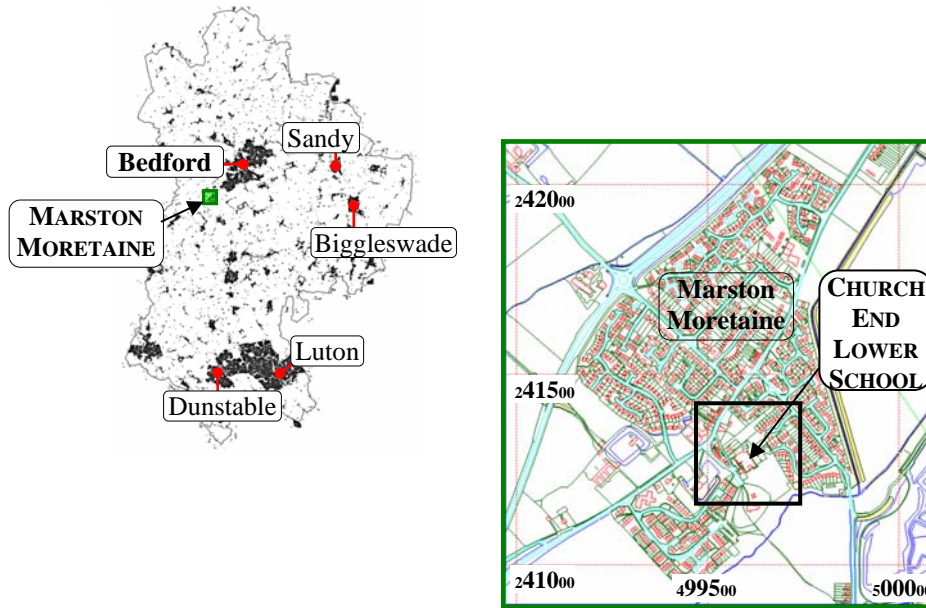 Sandy
Bedford
MARSTON
MORETAINE
Biggleswade
Luton
Dunstable
242000
Marston
Moretaine
CHURCH
END
LOWER
SCHOOL
241500
241000
499500
500000